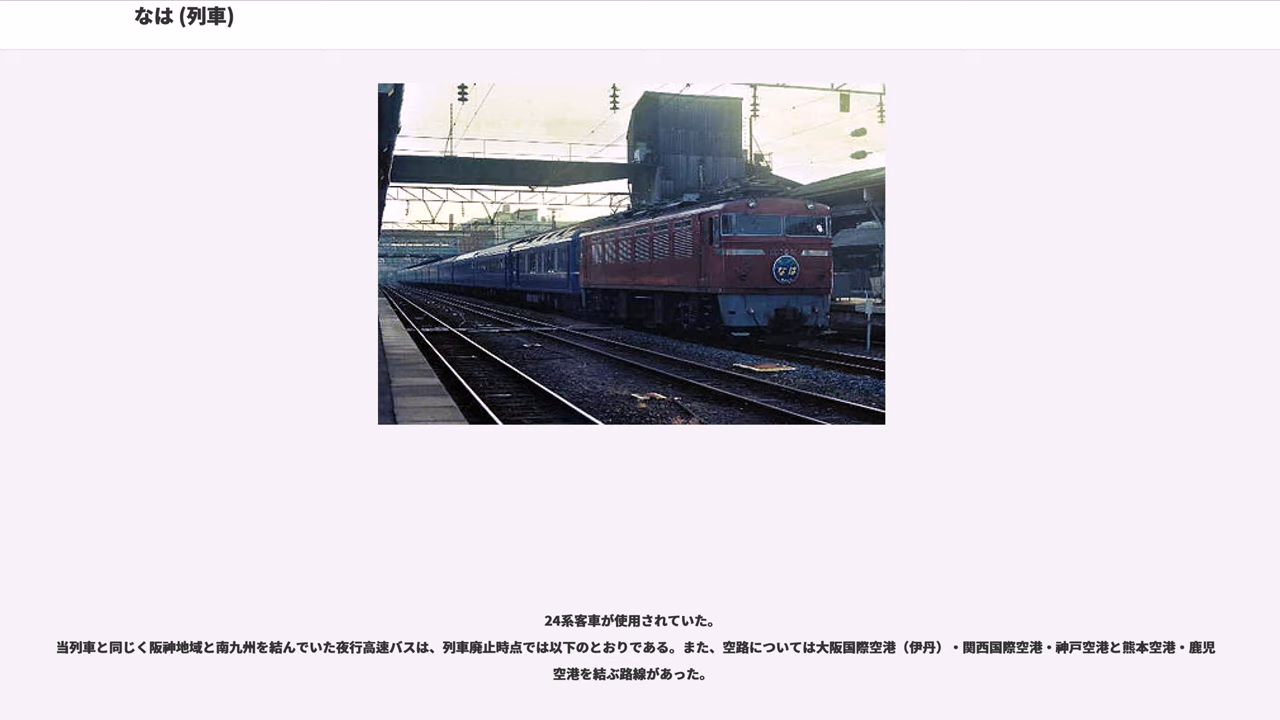 なは (列車)
なは
24系客車が使用されていた。
当列車と同じく阪神地域と南九州を結んでいた夜行高速バスは、列車廃止時点では以下のとおりである。また、空路については大阪国際空港（伊丹）・関西国際空港・神戸空港と熊本空港・鹿児
空港を結ぶ路線があった。